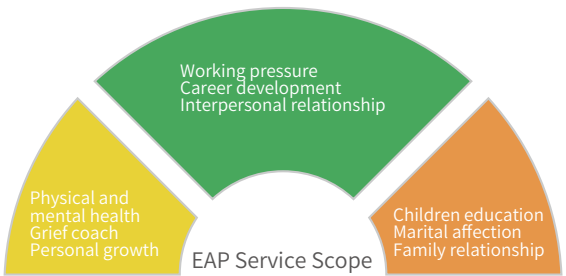 Working pressure
Career development
Interpersonal relationship
Physical and
mental health
Grief coach
Personal growth
Children education
Marital affection
Family relationship
EAP Service Scope